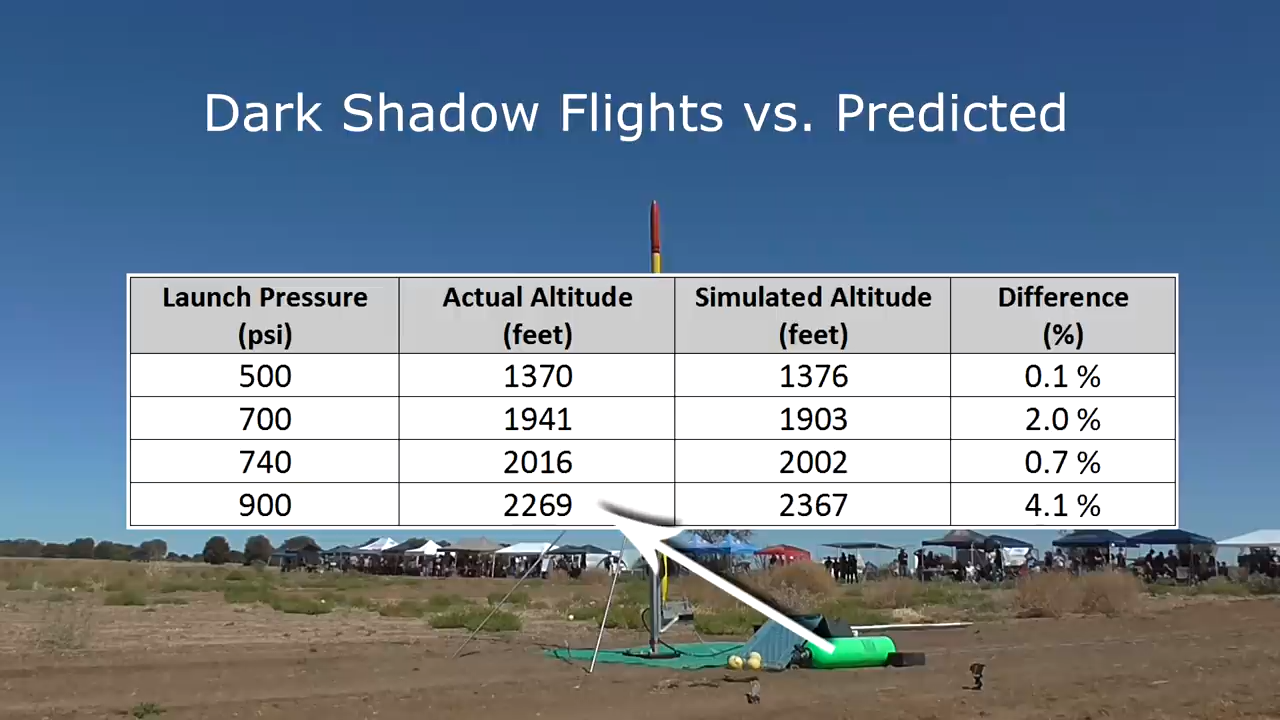 Dark Shadow Flights vs. Predicted
Launch Pressure (psi) Actual Altitude (feet) Simulated Altitude (feet) Difference (%)
500 1370 1376 0.1 %
700 1941 1903 2.0 %
740 2016 2002 0.7 %
900 2269 2367 4.1 %